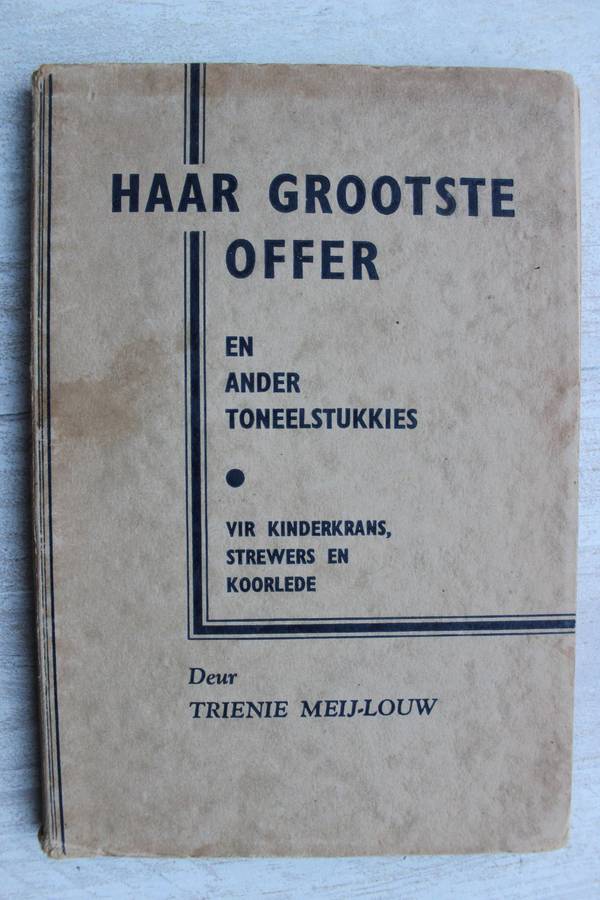 HAAR GROOTSTE
OFFER
EN
ANDER
TONEELSTUKKIES
VIR KINDERKRANS,
STREWERS EN
KOORLEDE
Deur
TRIENIE MEIJ-LOUW